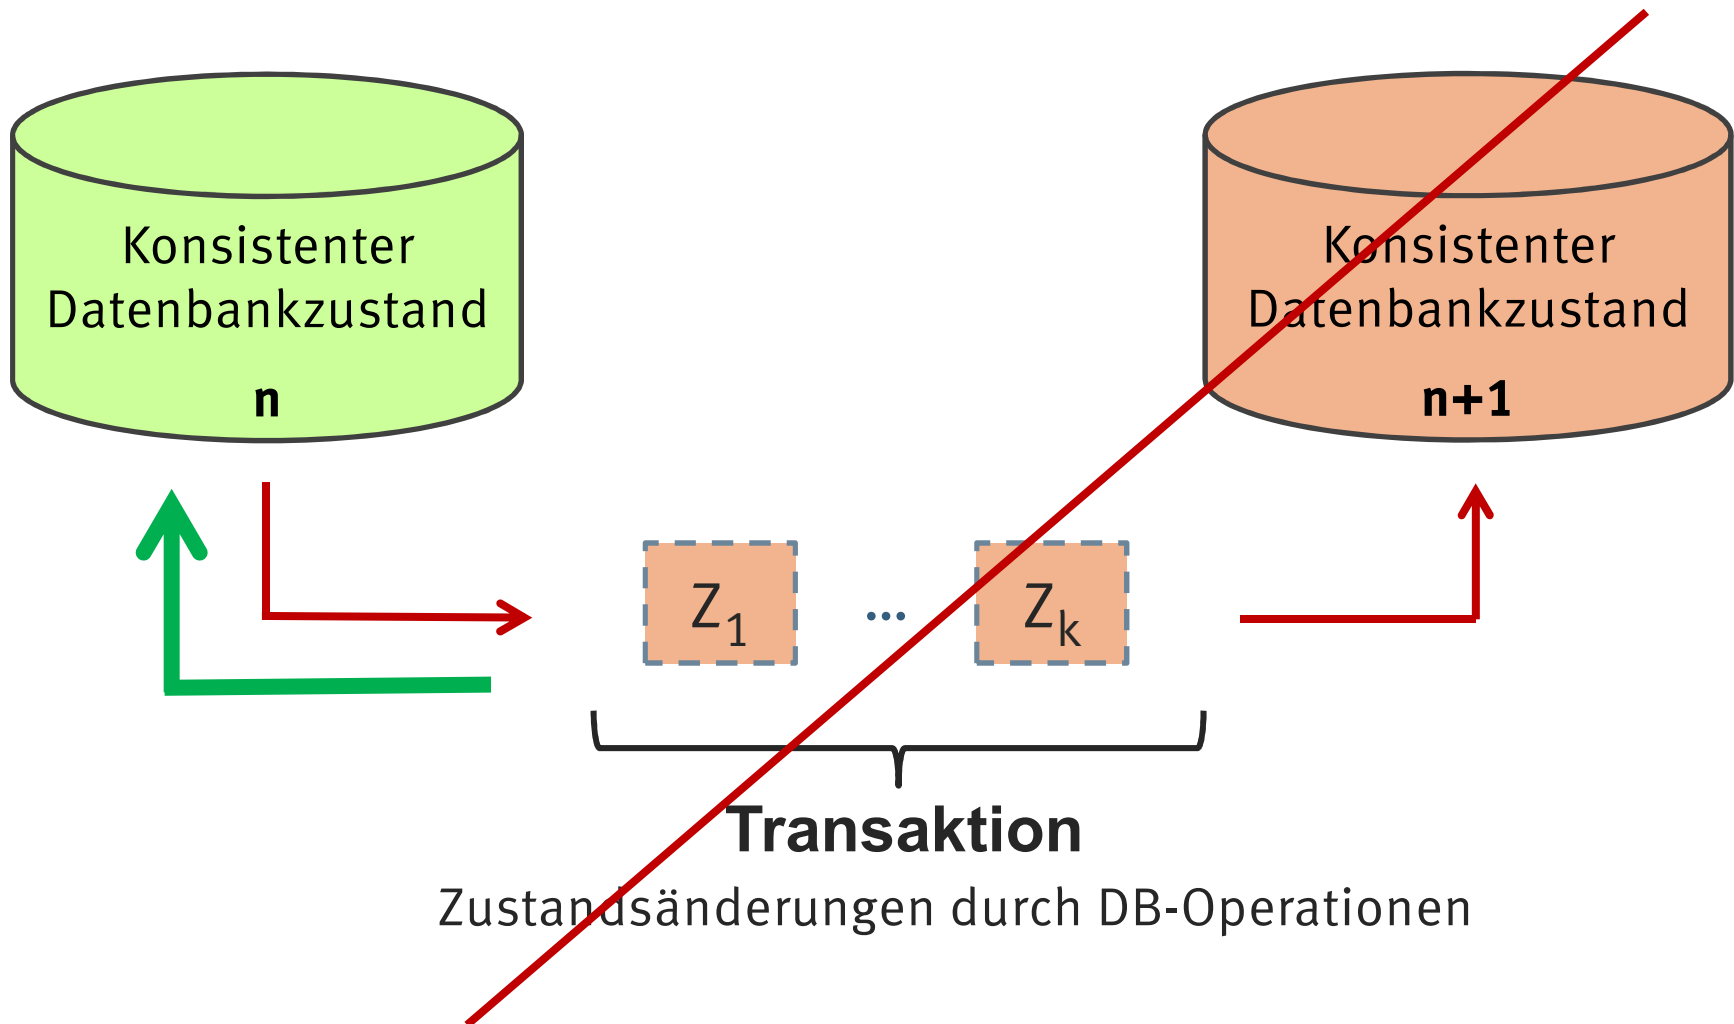 Konsistenter
Datenbankzustand
n
Konsistenter
Datenbankzustand
n+1
Z1 ... Zk
Transaktion
Zustandsänderungen durch DB-Operationen